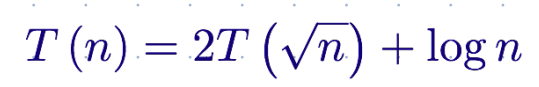 T (n) = 2T (√n) + log n